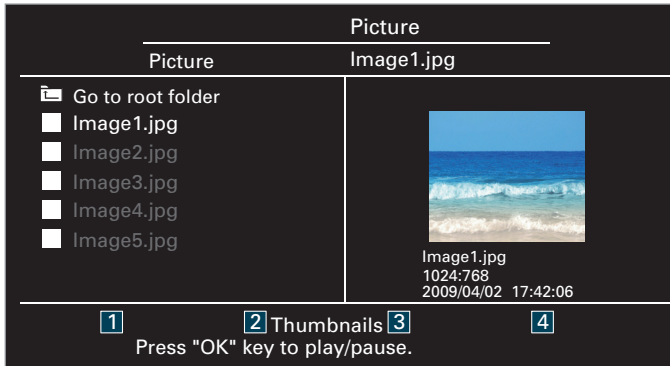 Picture
Picture Image1.jpg
Go to root folder
Image1.jpg
Image2.jpg
Image3.jpg
Image4.jpg
Image5.jpg
Image1.jpg
1024:768
2009/04/02 17:42:06
1 2 Thumbnails 3 4
Press "OK" key to play/pause.